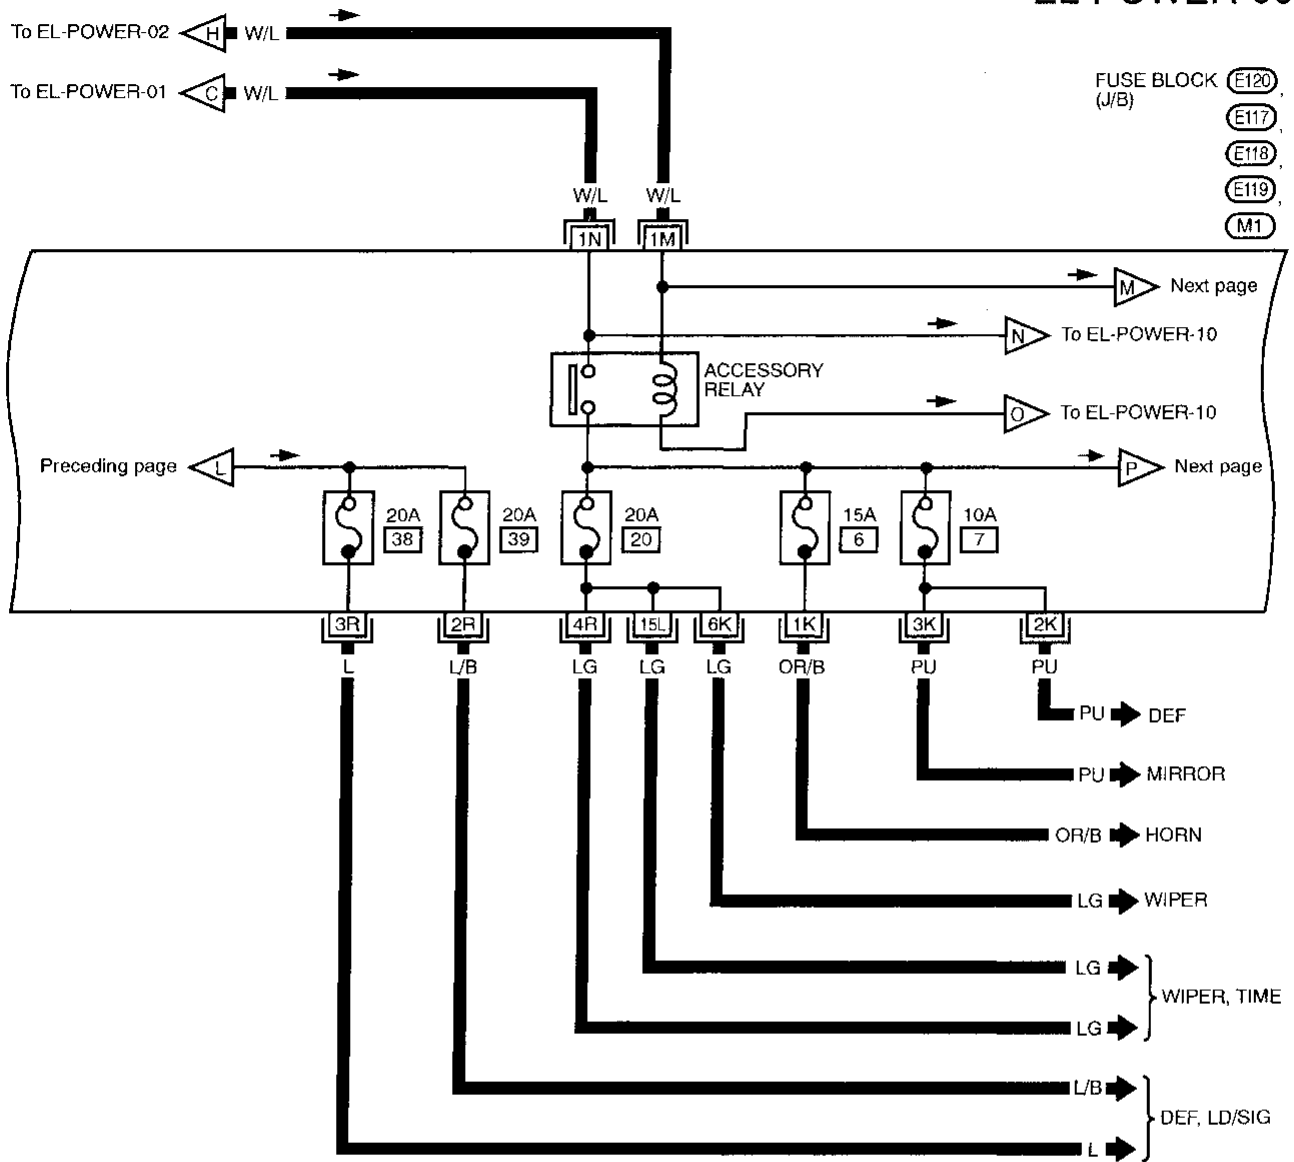 To EL-POWER-02 H W/L
FUSE BLOCK (J/B) E120,
To EL-POWER-01 C W/L
E117,
E118,
E119,
M1
W/L W/L
1N 1M
M Next page
N To EL-POWER-10
ACCESSORY
RELAY
O To EL-POWER-10
Preceding page L
P Next page
20A 20A 20A 15A 10A
38 39 20 6 7
3R 2R 4R 15L 6K 1K 3K 2K
L L/B LG LG LG OR/B PU PU
PU DEF
PU MIRROR
OR/B HORN
LG WIPER
LG
WIPER, TIME
LG
L/B
DEF, LD/SIG
L